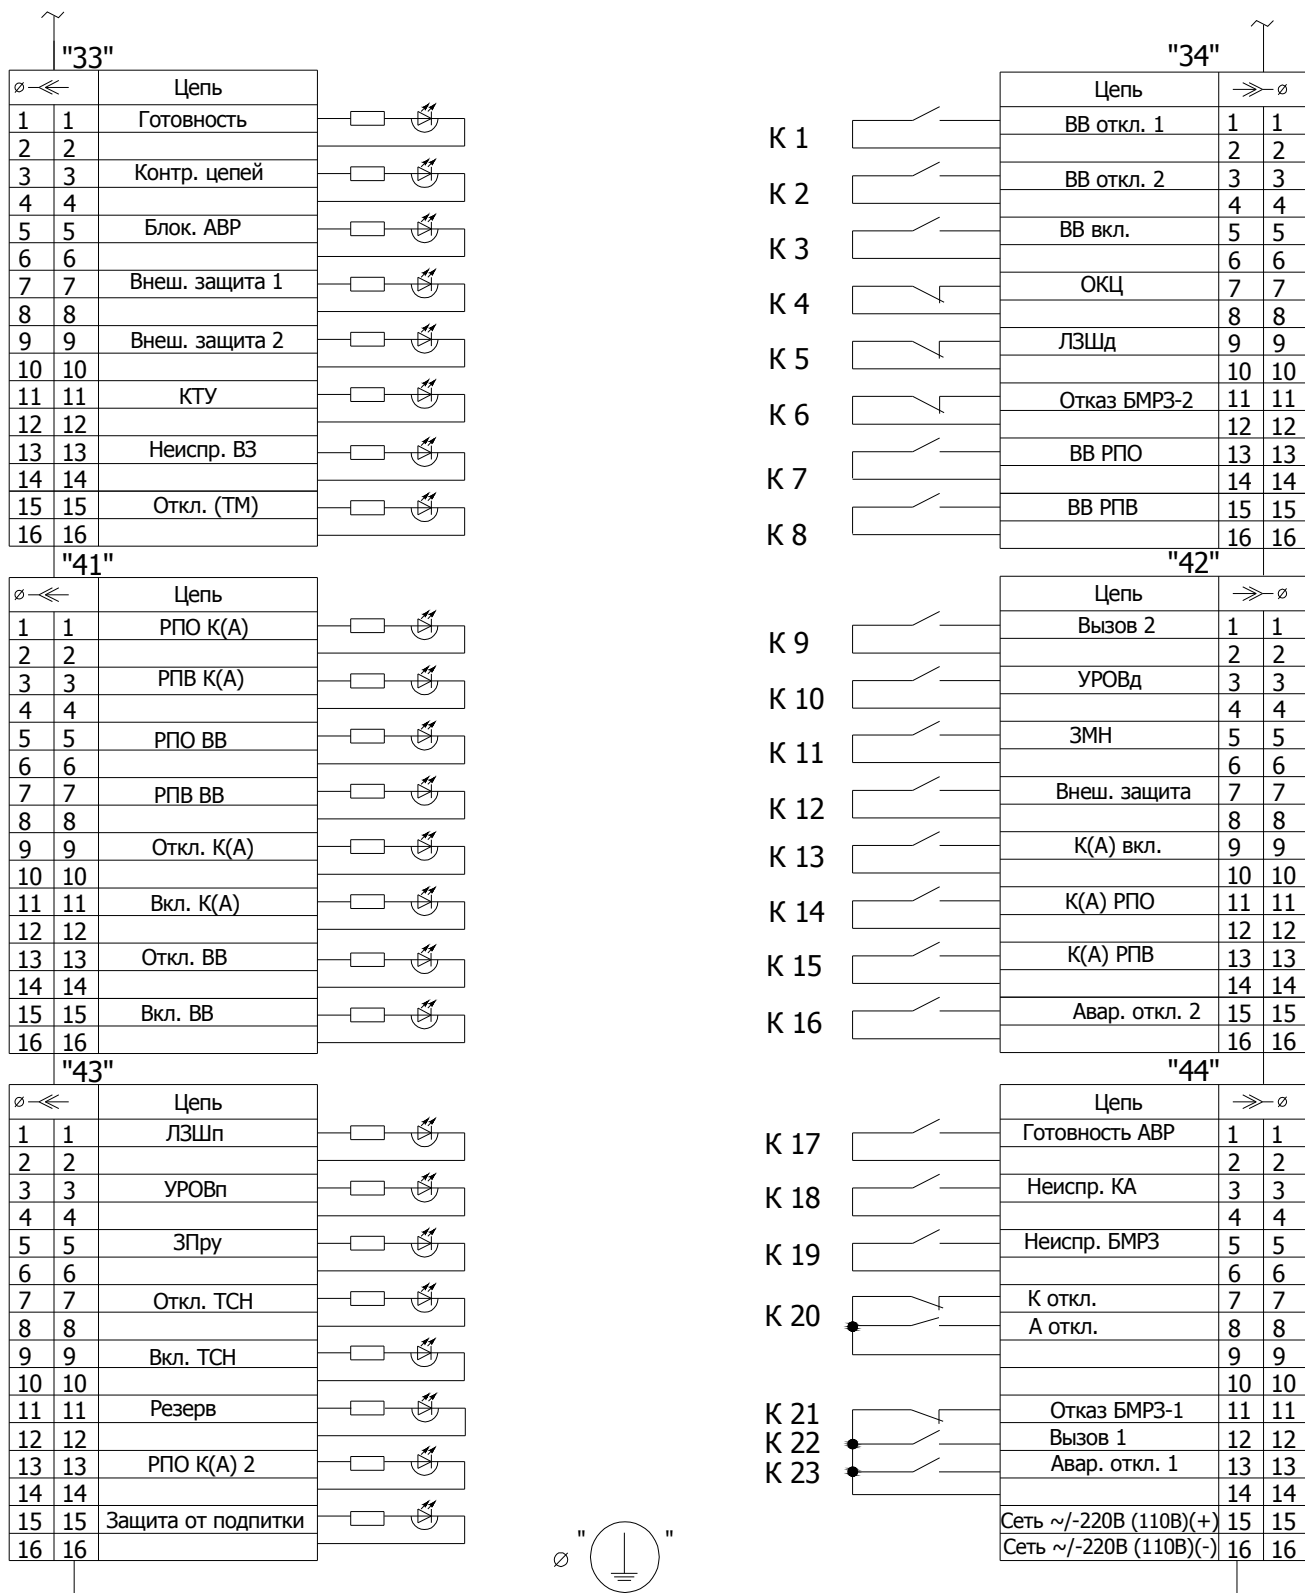 "33"
Цепь
1 1 Готовность
2 2
3 3 Контр. цепей
4 4
5 5 Блок. АВР
6 6
7 7 Внеш. защита 1
8 8
9 9 Внеш. защита 2
10 10
11 11 КТУ
12 12
13 13 Неиспр. ВЗ
14 14
15 15 Откл. (ТМ)
16 16
"41"
Цепь
1 1 РПО К(А)
2 2
3 3 РПВ К(А)
4 4
5 5 РПО ВВ
6 6
7 7 РПВ ВВ
8 8
9 9 Откл. К(А)
10 10
11 11 Вкл. К(А)
12 12
13 13 Откл. ВВ
14 14
15 15 Вкл. ВВ
16 16
"43"
Цепь
1 1 ЛЗШп
2 2
3 3 УРОВп
4 4
5 5 ЗПру
6 6
7 7 Откл. ТСН
8 8
9 9 Вкл. ТСН
10 10
11 11 Резерв
12 12
13 13 РПО К(А) 2
14 14
15 15 Защита от подпитки
16 16
"34"
Цепь
К 1 ВВ откл. 1 1 1
2 2
К 2 ВВ откл. 2 3 3
4 4
К 3 ВВ вкл. 5 5
6 6
К 4 ОКЦ 7 7
8 8
К 5 ЛЗШд 9 9
10 10
К 6 Отказ БМРЗ-2 11 11
12 12
К 7 ВВ РПО 13 13
14 14
К 8 ВВ РПВ 15 15
16 16
"42"
Цепь
К 9 Вызов 2 1 1
2 2
К 10 УРОВд 3 3
4 4
К 11 ЗМН 5 5
6 6
К 12 Внеш. защита 7 7
8 8
К 13 К(А) вкл. 9 9
10 10
К 14 К(А) РПО 11 11
12 12
К 15 К(А) РПВ 13 13
14 14
К 16 Авар. откл. 2 15 15
16 16
"44"
Цепь
К 17 Готовность АВР 1 1
2 2
К 18 Неиспр. КА 3 3
4 4
К 19 Неиспр. БМРЗ 5 5
6 6
К 20 К откл. 7 7
А откл. 8 8
9 9
10 10
К 21 Отказ БМРЗ-1 11 11
К 22 Вызов 1 12 12
К 23 Авар. откл. 1 13 13
14 14
Сеть ~/-220В (110В)(+) 15 15
Сеть ~/-220В (110В)(-) 16 16
" "